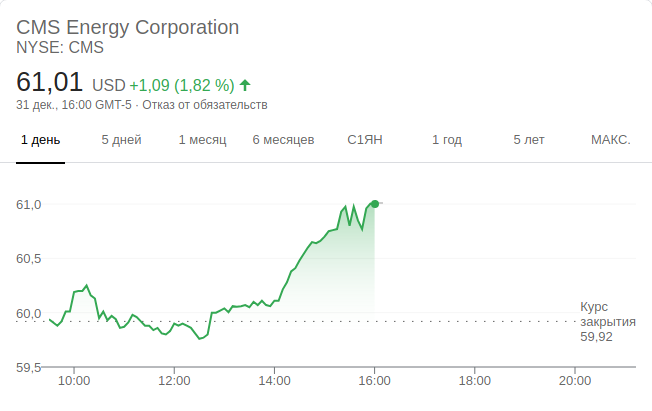 CMS Energy Corporation
NYSE: CMS
61,01 USD +1,09 (1,82 %)
31 дек., 16:00 GMT-5 · Отказ от обязательств
1 день 5 дней 1 месяц 6 месяцев С1ЯН 1 год 5 лет МАКС.
61,0
60,5
60,0
59,5
Курс
закрытия
59,92
10:00 12:00 14:00 16:00 18:00 20:00